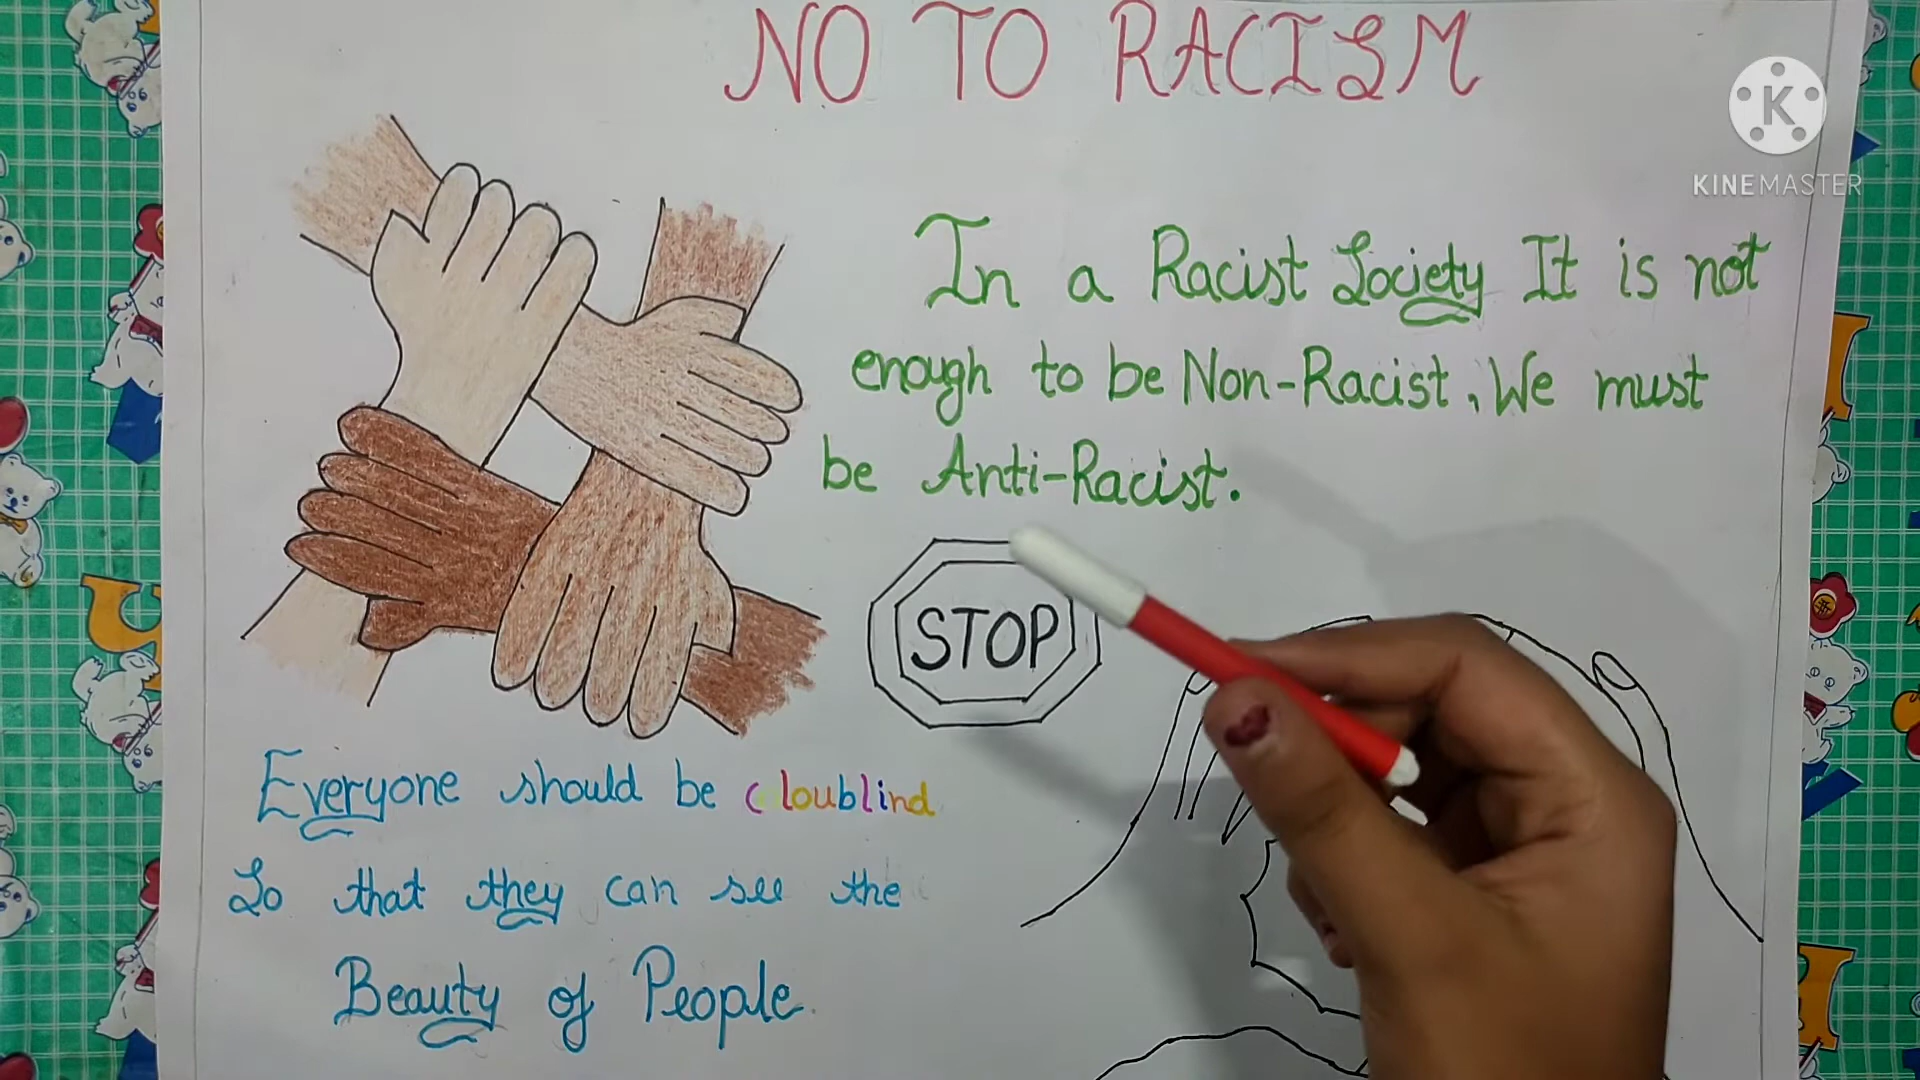 NO TO RACISM
K
KINEMASTER
In a Racist Society It is not
enough to be Non-Racist, We must
be Anti-Racist.
STOP
Everyone should be cloublind
So that they can see the
Beauty of People.